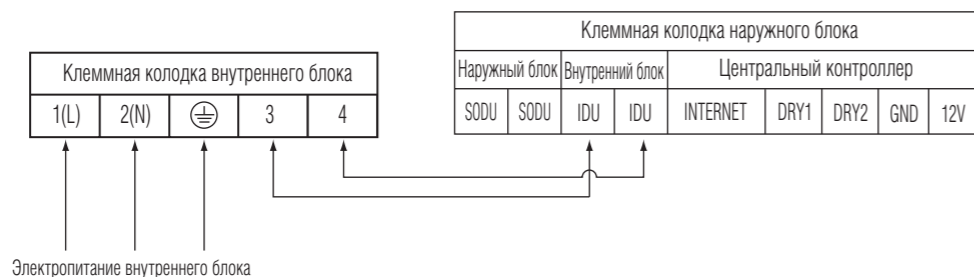 Клеммная колодка наружного блока
Наружный блок Внутренний блок Центральный контроллер
SODU SODU IDU IDU INTERNET DRY1 DRY2 GND 12V
Клеммная колодка внутреннего блока
1(L) 2(N) 3 4
Электропитание внутреннего блока